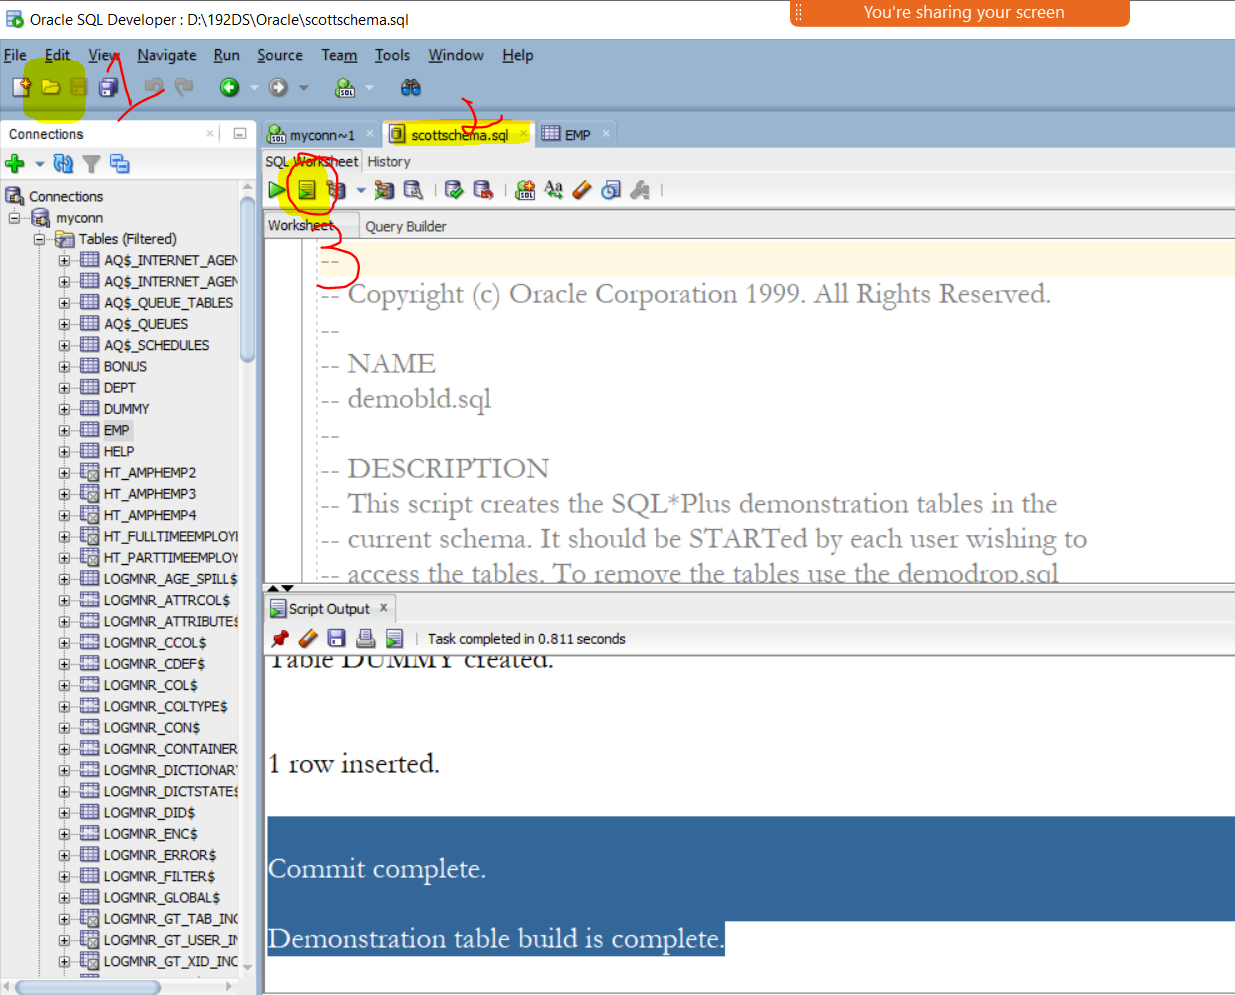 Oracle SQL Developer : D:\192DS\Oracle\scottschema.sql
You're sharing your screen
File Edit View Navigate Run Source Team Tools Window Help
1
2
Connections
myconn~1
scottschema.sql
EMP
SQL Worksheet History
Connections
myconn
Tables (Filtered)
AQ$_INTERNET_AGEN
AQ$_INTERNET_AGEN
AQ$_QUEUE_TABLES
AQ$_QUEUES
AQ$_SCHEDULES
BONUS
DEPT
DUMMY
EMP
HELP
HT_AMPHEMP2
HT_AMPHEMP3
HT_AMPHEMP4
HT_FULLTIMEEMPLOYI
HT_PARTTIMEEMPLOY
LOGMNR_AGE_SPILL$
LOGMNR_ATTRCOL$
LOGMNR_ATTRIBUTE$
LOGMNR_CCOL$
LOGMNR_CDEF$
LOGMNR_COL$
LOGMNR_COLTYPE$
LOGMNR_CON$
LOGMNR_CONTAINER
LOGMNR_DICTIONAR
LOGMNR_DICTSTATE$
LOGMNR_DID$
LOGMNR_ENC$
LOGMNR_ERROR$
LOGMNR_FILTER$
LOGMNR_GLOBAL$
LOGMNR_GT_TAB_INC
LOGMNR_GT_USER_IN
LOGMNR_GT_XID_INC
Worksheet Query Builder
3
--
-- Copyright (c) Oracle Corporation 1999. All Rights Reserved.
--
-- NAME
-- demobld.sql
--
-- DESCRIPTION
-- This script creates the SQL*Plus demonstration tables in the
-- current schema. It should be STARTed by each user wishing to
-- access the tables. To remove the tables use the demodrop.sql
Script Output
Task completed in 0.811 seconds
Table DUMMY created.
1 row inserted.
Commit complete.
Demonstration table build is complete.